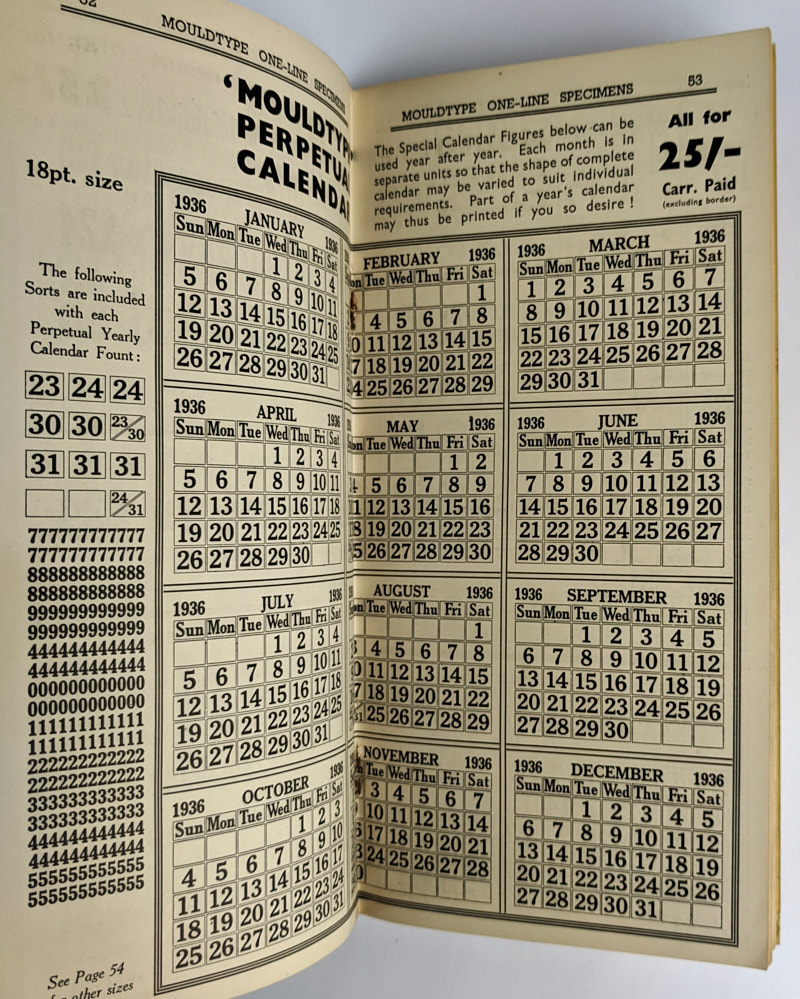 MOULDTYPE ONE-LINE SPECIMENS
'MOULDTYPE'
PERPETUAL
CALENDAR
18pt. size
The following
Sorts are included
with each
Perpetual Yearly
Calendar Fount:
23 24 24
30 30 23/30
31 31 31
24/31
777777777777
777777777777
888888888888
888888888888
999999999999
999999999999
444444444444
444444444444
000000000000
000000000000
111111111111
111111111111
222222222222
222222222222
333333333333
333333333333
444444444444
444444444444
555555555555
555555555555
See Page 54
for other sizes
1936 JANUARY 1936
Sun Mon Tue Wed Thu Fri Sat
1 2 3 4
5 6 7 8 9 10 11
12 13 14 15 16 17 18
19 20 21 22 23 24 25
26 27 28 29 30 31
1936 APRIL 1936
Sun Mon Tue Wed Thu Fri Sat
1 2 3 4
5 6 7 8 9 10 11
12 13 14 15 16 17 18
19 20 21 22 23 24 25
26 27 28 29 30
1936 JULY 1936
Sun Mon Tue Wed Thu Fri Sat
1 2 3 4
5 6 7 8 9 10 11
12 13 14 15 16 17 18
19 20 21 22 23 24 25
26 27 28 29 30 31
1936 OCTOBER 1936
Sun Mon Tue Wed Thu Fri Sat
1 2 3
4 5 6 7 8 9 10
11 12 13 14 15 16 17
18 19 20 21 22 23 24
25 26 27 28 29 30 31
MOULDTYPE ONE-LINE SPECIMENS 53
The Special Calendar Figures below can be
used year after year. Each month is in
separate units so that the shape of complete
calendar may be varied to suit individual
requirements. Part of a year's calendar
may thus be printed if you so desire !
All for
25/-
Carr. Paid
(excluding border)
FEBRUARY 1936
Tue Wed Thu Fri Sat
1
4 5 6 7 8
11 12 13 14 15
18 19 20 21 22
25 26 27 28 29
1936 MARCH 1936
Sun Mon Tue Wed Thu Fri Sat
1 2 3 4 5 6 7
8 9 10 11 12 13 14
15 16 17 18 19 20 21
22 23 24 25 26 27 28
29 30 31
MAY 1936
Tue Wed Thu Fri Sat
1 2
5 6 7 8 9
12 13 14 15 16
19 20 21 22 23
26 27 28 29 30
1936 JUNE 1936
Sun Mon Tue Wed Thu Fri Sat
1 2 3 4 5 6
7 8 9 10 11 12 13
14 15 16 17 18 19 20
21 22 23 24 25 26 27
28 29 30
AUGUST 1936
Tue Wed Thu Fri Sat
1
4 5 6 7 8
11 12 13 14 15
18 19 20 21 22
25 26 27 28 29
1936 SEPTEMBER 1936
Sun Mon Tue Wed Thu Fri Sat
1 2 3 4 5
6 7 8 9 10 11 12
13 14 15 16 17 18 19
20 21 22 23 24 25 26
27 28 29 30
NOVEMBER 1936
Tue Wed Thu Fri Sat
3 4 5 6 7
10 11 12 13 14
17 18 19 20 21
24 25 26 27 28
1936 DECEMBER 1936
Sun Mon Tue Wed Thu Fri Sat
1 2 3 4 5
6 7 8 9 10 11 12
13 14 15 16 17 18 19
20 21 22 23 24 25 26
27 28 29 30 31